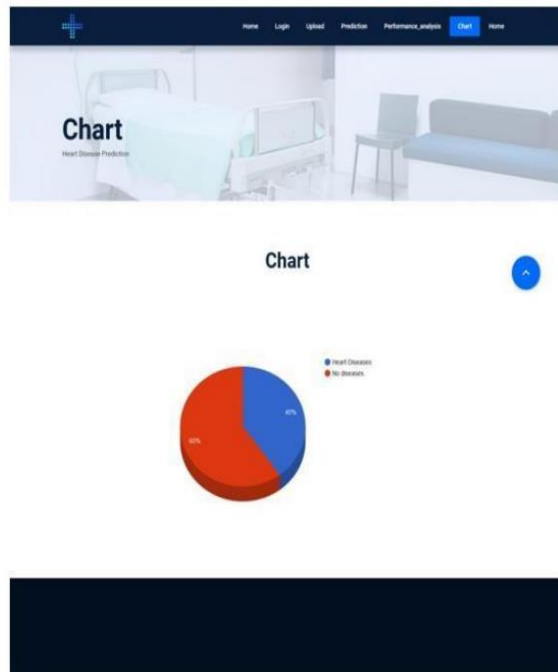 Home Login Upload Prediction Performance_analysis Chart Home
Chart
Heart Disease Prediction
Chart
Heart Diseases
No diseases
40%
60%